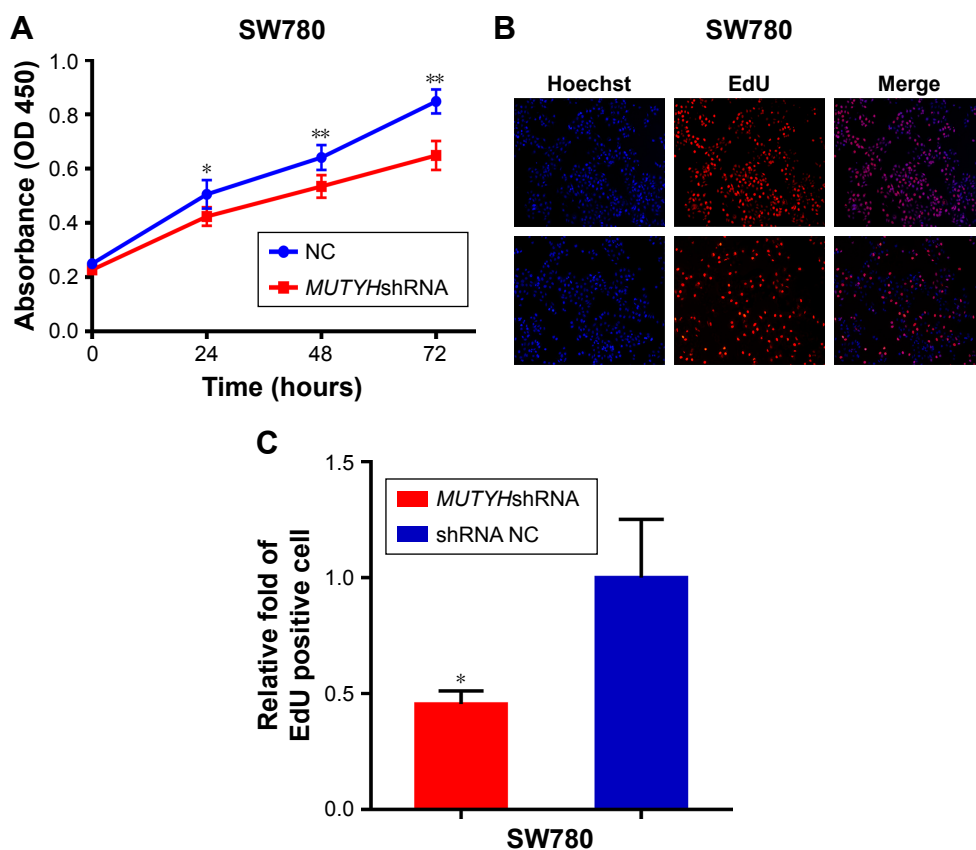 A
SW780
Absorbance (OD 450)
1.0
0.8
0.6
0.4
0.2
0.0
*
**
**
NC
MUTYHshRNA
0
24
48
72
Time (hours)
B
SW780
Hoechst
EdU
Merge
C
Relative fold of
EdU positive cell
1.5
1.0
0.5
0.0
MUTYHshRNA
shRNA NC
*
SW780